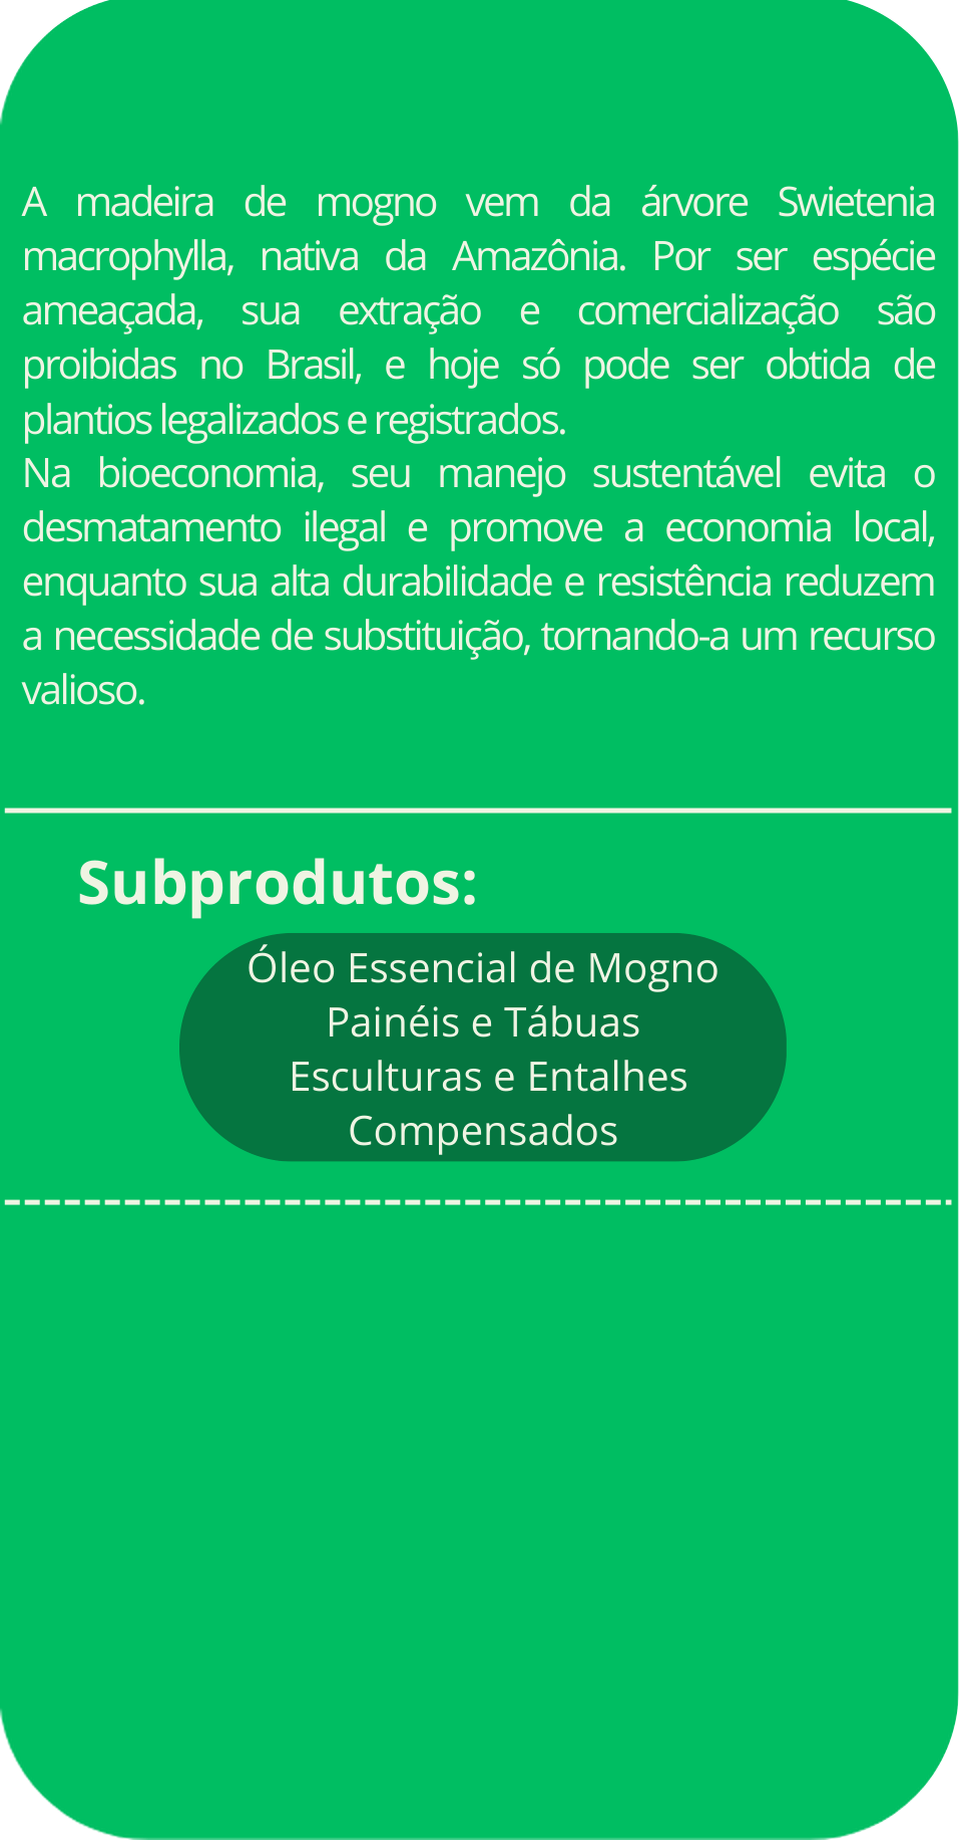 A madeira de mogno vem da árvore Swietenia
macrophylla, nativa da Amazônia. Por ser espécie
ameaçada, sua extração e comercialização são
proibidas no Brasil, e hoje só pode ser obtida de
plantios legalizados e registrados.
Na bioeconomia, seu manejo sustentável evita o
desmatamento ilegal e promove a economia local,
enquanto sua alta durabilidade e resistência reduzem
a necessidade de substituição, tornando-a um recurso
valioso.
Subprodutos:
Óleo Essencial de Mogno
Painéis e Tábuas
Esculturas e Entalhes
Compensados